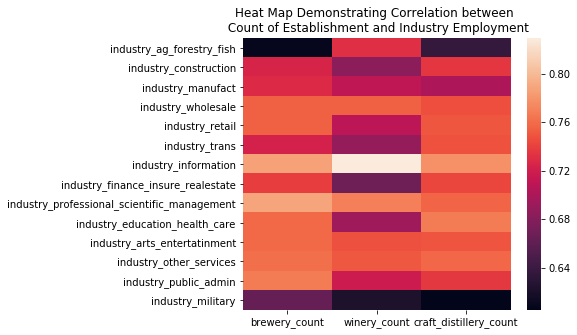 Heat Map Demonstrating Correlation between
Count of Establishment and Industry Employment
industry_ag_forestry_fish
industry_construction
industry_manufact
industry_wholesale
industry_retail
industry_trans
industry_information
industry_finance_insure_realestate
industry_professional_scientific_management
industry_education_health_care
industry_arts_entertatinment
industry_other_services
industry_public_admin
industry_military
brewery_count winery_count craft_distillery_count
0.80
0.76
0.72
0.68
0.64